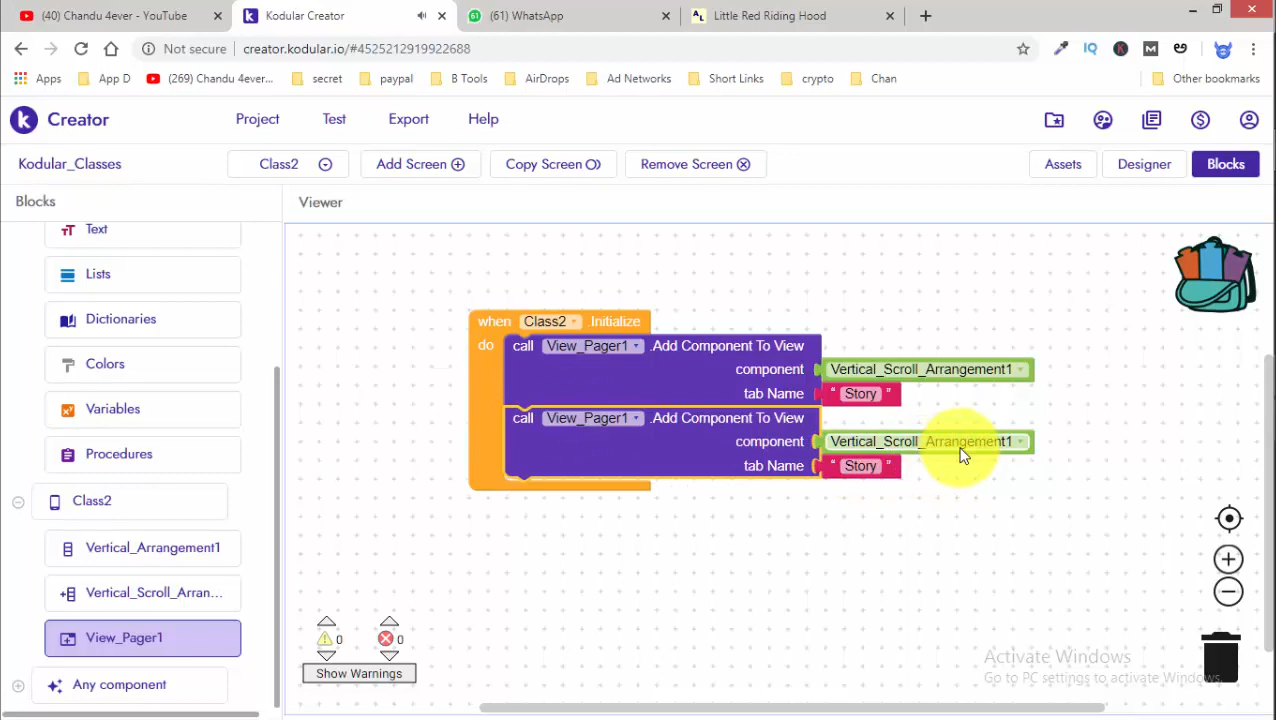 (40) Chandu 4ever - YouTube
Kodular Creator
(61) WhatsApp
Little Red Riding Hood
Not secure
creator.kodular.io/#4525212919922688
Apps
App D
(269) Chandu 4ever...
secret
paypal
B Tools
AirDrops
Ad Networks
Short Links
crypto
Chan
Other bookmarks
Creator
Project
Test
Export
Help
Kodular_Classes
Class2
Add Screen
Copy Screen
Remove Screen
Assets
Designer
Blocks
Blocks
Viewer
Text
Lists
Dictionaries
Colors
Variables
Procedures
Class2
Vertical_Arrangement1
Vertical_Scroll_Arran...
View_Pager1
Any component
when Class2 .Initialize
do call View_Pager1 .Add Component To View
component Vertical_Scroll_Arrangement1
tab Name “ Story ”
call View_Pager1 .Add Component To View
component Vertical_Scroll_Arrangement1
tab Name “ Story ”
0 0
Show Warnings
Activate Windows
Go to PC settings to activate Windows.